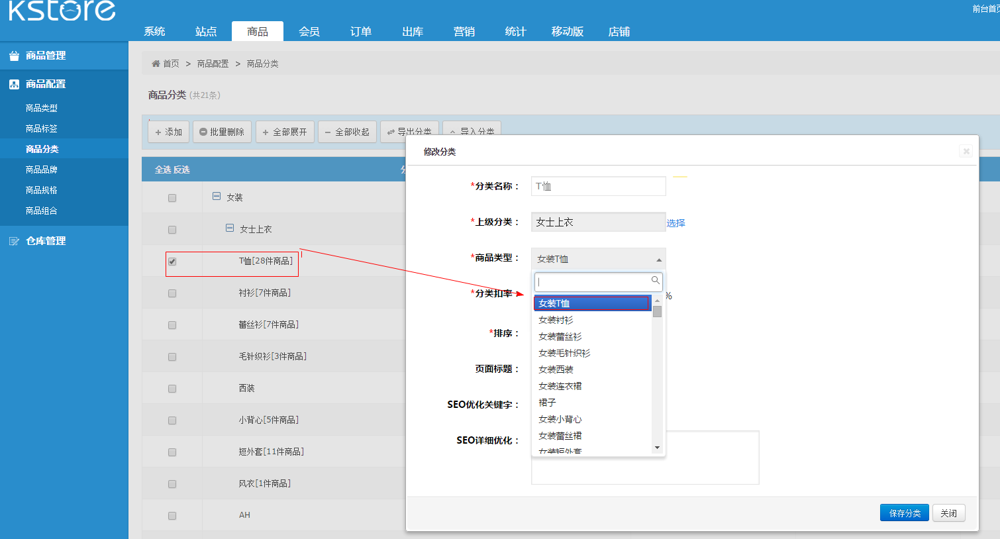 kstore
前台首页
系统 站点 商品 会员 订单 出库 营销 统计 移动版 店铺
商品管理
商品配置
商品类型
商品标签
商品分类
商品品牌
商品规格
商品组合
仓库管理
首页 > 商品配置 > 商品分类
商品分类 (共21条)
添加 批量删除 全部展开 全部收起 导出分类 导入分类
全选 反选
女装
女士上衣
T恤[28件商品]
衬衫[7件商品]
蕾丝衫[7件商品]
毛针织衫[3件商品]
西装
小背心[5件商品]
短外套[11件商品]
风衣[1件商品]
AH
修改分类
*分类名称： T恤
*上级分类： 女士上衣 选择
*商品类型： 女装T恤
*分类扣率： %
女装T恤
女装衬衫
女装蕾丝衫
女装毛针织衫
女装西装
女装连衣裙
裙子
女装小背心
女装蕾丝裙
女装短外套
*排序：
页面标题：
SEO优化关键字：
SEO详细优化：
保存分类 关闭